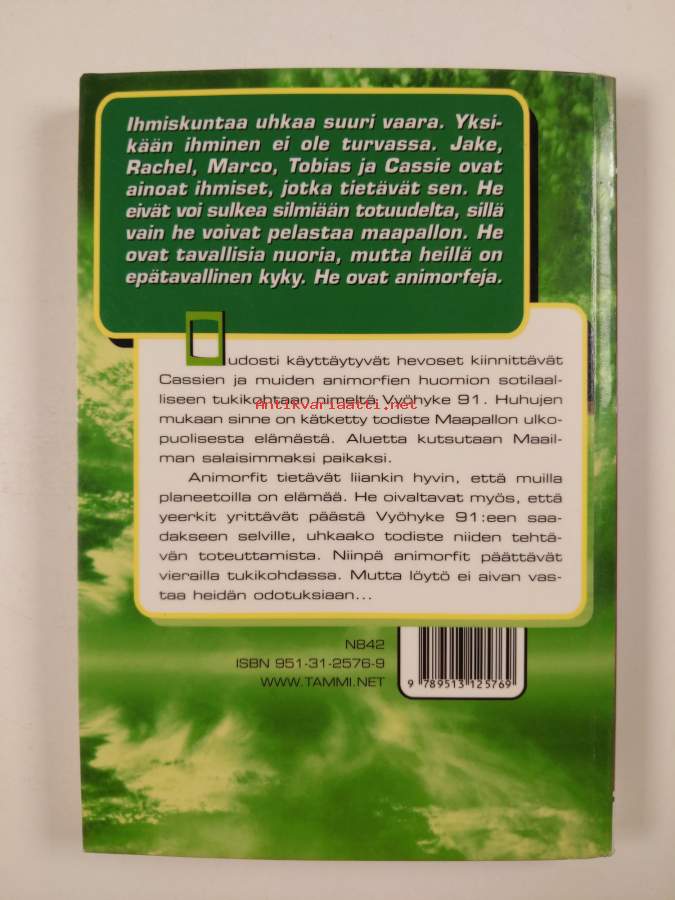 Ihmiskuntaa uhkaa suuri vaara. Yksi-
kään ihminen ei ole turvassa. Jake,
Rachel, Marco, Tobias ja Cassie ovat
ainoat ihmiset, jotka tietävät sen. He
eivät voi sulkea silmiään totuudelta, sillä
vain he voivat pelastaa maapallon. He
ovat tavallisia nuoria, mutta heillä on
epätavallinen kyky. He ovat animorfeja.
Oudosti käyttäytyvät hevoset kiinnittävät
Cassien ja muiden animorfien huomion sotilaal-
liseen tukikohtaan nimeltä Vyöhyke 91. Huhujen
Antikvariaatti.net
mukaan sinne on kätketty todiste Maapallon ulko-
puolisesta elämästä. Aluetta kutsutaan Maail-
man salaisimmaksi paikaksi.
Animorfit tietävät liiankin hyvin, että muilla
planeetoilla on elämää. He oivaltavat myös, että
yeerkit yrittävät päästä Vyöhyke 91:een saa-
dakseen selville, uhkaako todiste niiden tehtä-
vän toteuttamista. Niinpä animorfit päättävät
vierailla tukikohdassa. Mutta löytö ei aivan vas-
taa heidän odotuksiaan...
N842
ISBN 951-31-2576-9
WWW.TAMMI.NET
9 789513 125769